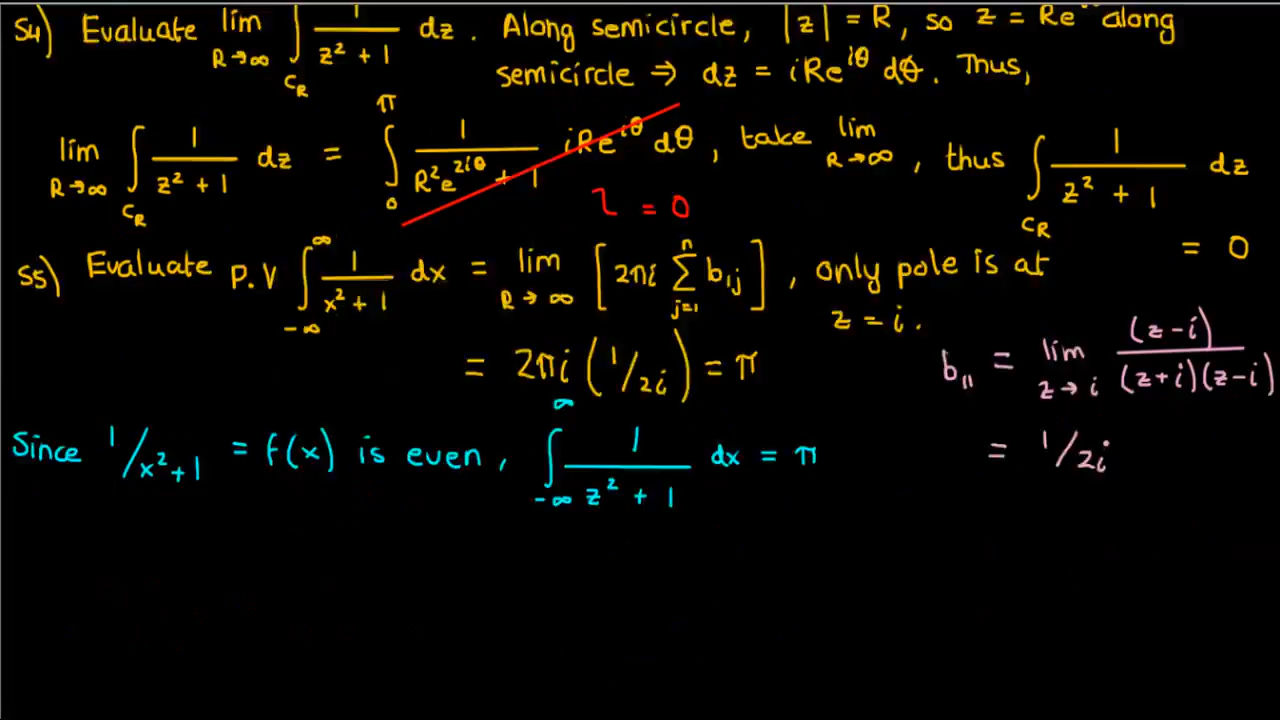 S4) Evaluate lim R→∞ ∫_{C_R} 1/(z² + 1) dz. Along semicircle, |z| = R, so z = Re along
semicircle ⇒ dz = iRe^{iθ} dθ. Thus,
lim R→∞ ∫_{C_R} 1/(z² + 1) dz = ∫_0^π 1/(R²e^{2iθ} + 1) iRe^{iθ} dθ, take lim R→∞, thus ∫_{C_R} 1/(z² + 1) dz
= 0
= 0
S5) Evaluate P.V ∫_{-∞}^{∞} 1/(x² + 1) dx = lim R→∞ [2πi Σ_{j=1}^{n} b_{1j}], only pole is at
z = i.
= 2πi (1/2i) = π
b_{11} = lim z→i (z-i)/((z+i)(z-i))
= 1/2i
Since 1/x²+1 = f(x) is even, ∫_{-∞}^{∞} 1/(z² + 1) dx = π